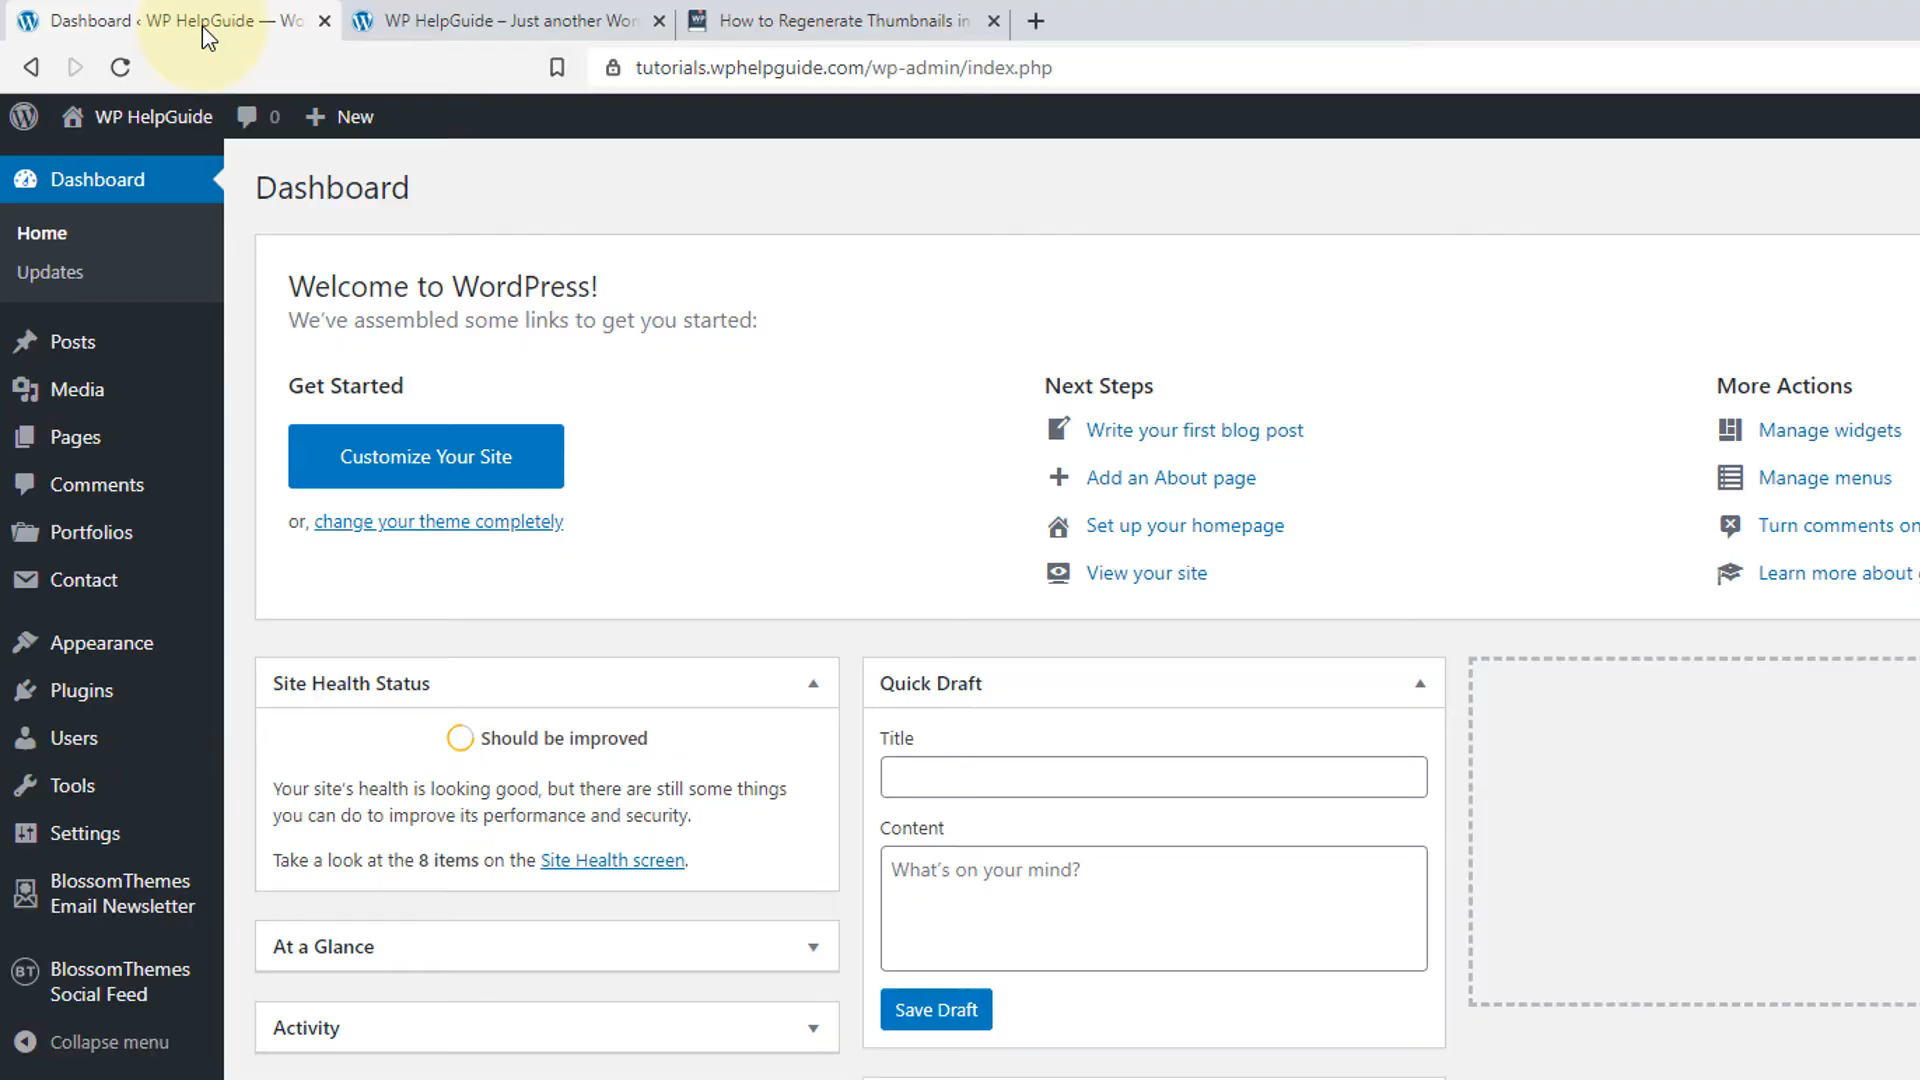 Dashboard ‹ WP HelpGuide — Wo
WP HelpGuide – Just another Wor
How to Regenerate Thumbnails in
tutorials.wphelpguide.com/wp-admin/index.php
WP HelpGuide
0
New
Dashboard
Home
Updates
Posts
Media
Pages
Comments
Portfolios
Contact
Appearance
Plugins
Users
Tools
Settings
BlossomThemes
Email Newsletter
BT
BlossomThemes
Social Feed
Collapse menu
Dashboard
Welcome to WordPress!
We've assembled some links to get you started:
Get Started
Customize Your Site
or, change your theme completely
Next Steps
Write your first blog post
Add an About page
Set up your homepage
View your site
More Actions
Manage widgets
Manage menus
Turn comments on
Learn more about
Site Health Status
Should be improved
Your site's health is looking good, but there are still some things
you can do to improve its performance and security.
Take a look at the 8 items on the Site Health screen.
At a Glance
Activity
Quick Draft
Title
Content
What's on your mind?
Save Draft